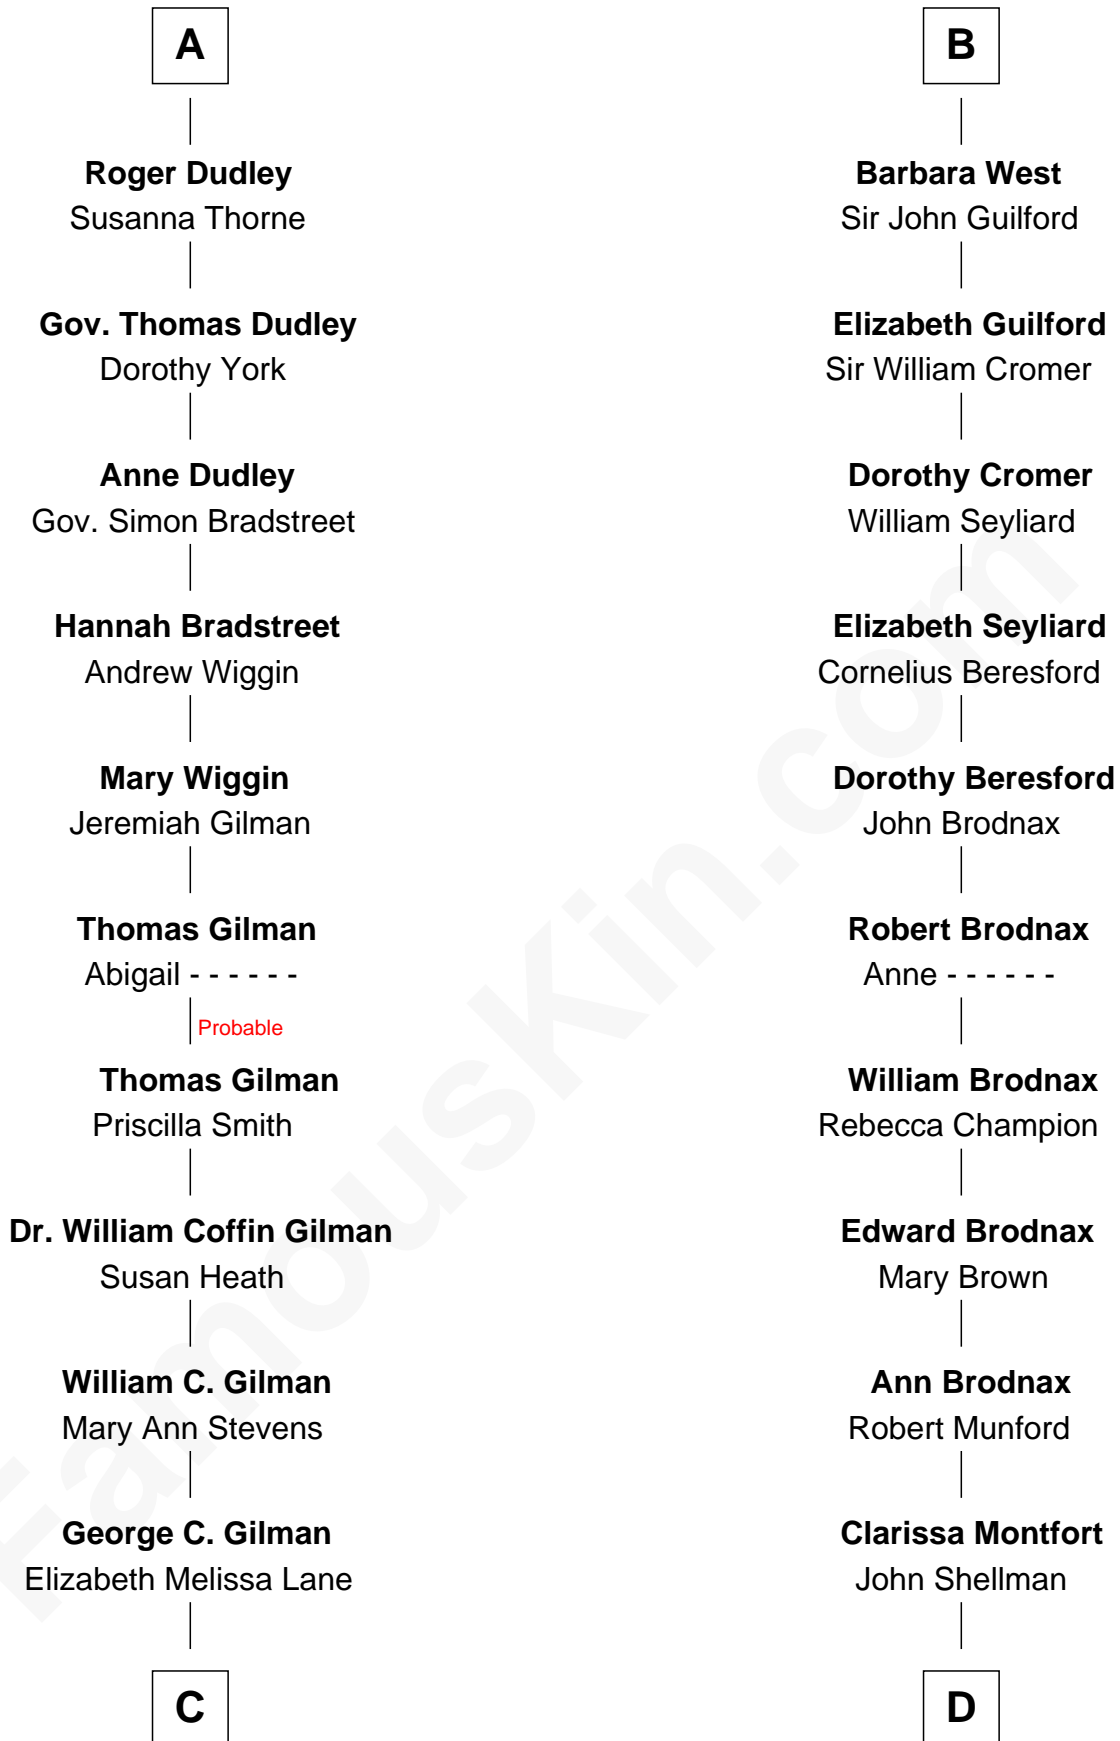 A
Roger Dudley
Susanna Thorne
Gov. Thomas Dudley
Dorothy York
Anne Dudley
Gov. Simon Bradstreet
Hannah Bradstreet
Andrew Wiggin
Mary Wiggin
Jeremiah Gilman
Thomas Gilman
Abigail - - - - - -
Probable
Thomas Gilman
Priscilla Smith
Dr. William Coffin Gilman
Susan Heath
William C. Gilman
Mary Ann Stevens
George C. Gilman
Elizabeth Melissa Lane
C
B
Barbara West
Sir John Guilford
Elizabeth Guilford
Sir William Cromer
Dorothy Cromer
William Seyliard
Elizabeth Seyliard
Cornelius Beresford
Dorothy Beresford
John Brodnax
Robert Brodnax
Anne - - - - - -
William Brodnax
Rebecca Champion
Edward Brodnax
Mary Brown
Ann Brodnax
Robert Munford
Clarissa Montfort
John Shellman
D
FamousKin.com